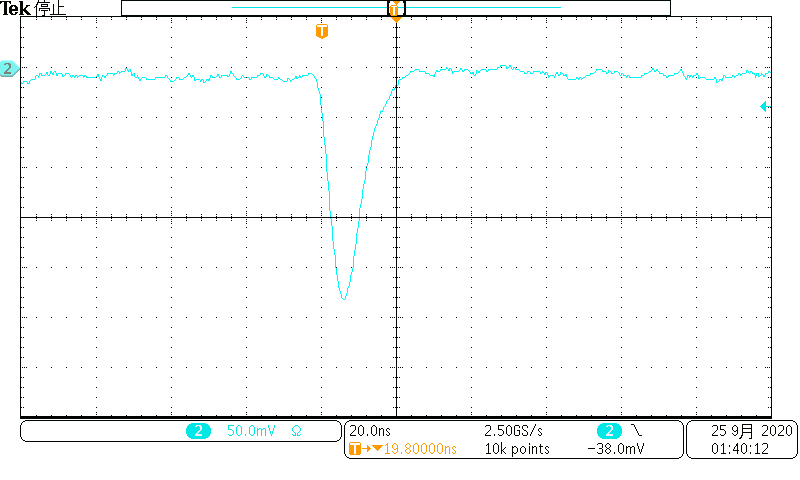 Tek 停止
T
T
2
2 50.0mV Ω 20.0ns 2.50GS/s 2 25 9月 2020
T→▼19.80000ns 10k points −38.0mV 01:40:12